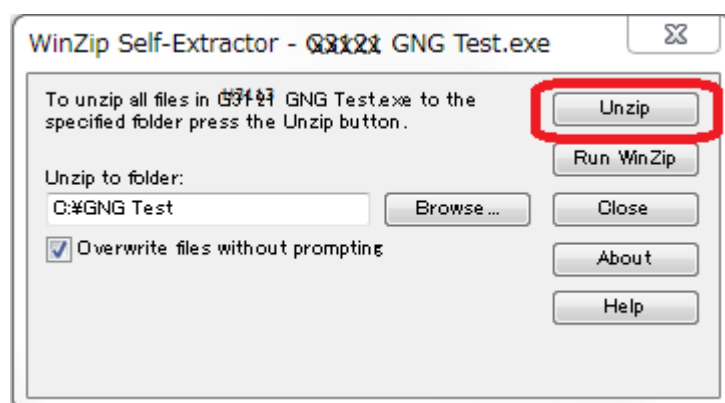 WinZip Self-Extractor - GNG Test.exe
To unzip all files in GNG Test.exe to the
specified folder press the Unzip button.
Unzip to folder:
C:¥GNG Test
Browse...
Overwrite files without prompting
Unzip
Run WinZip
Close
About
Help